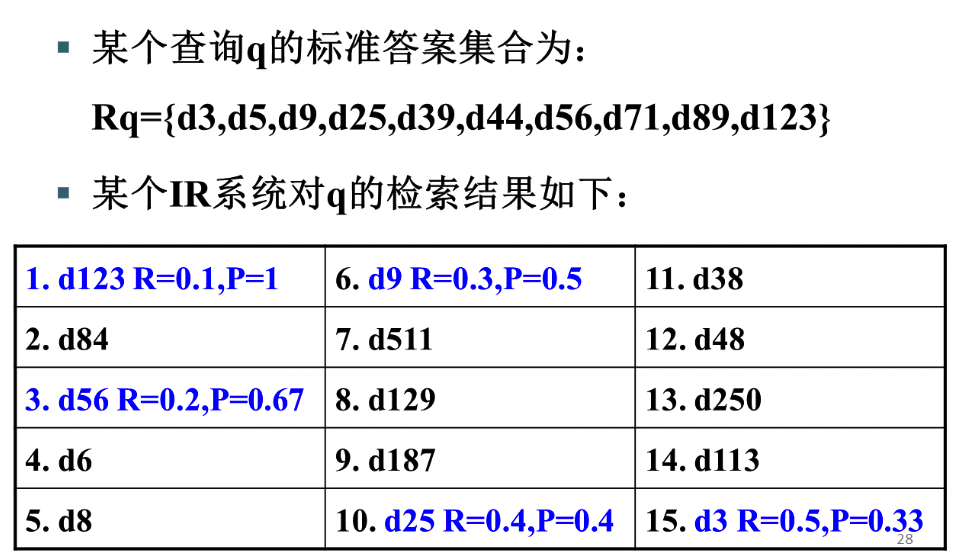 某个查询q的标准答案集合为：
Rq={d3,d5,d9,d25,d39,d44,d56,d71,d89,d123}
某个IR系统对q的检索结果如下：
1. d123 R=0.1,P=1 6. d9 R=0.3,P=0.5 11. d38
2. d84 7. d511 12. d48
3. d56 R=0.2,P=0.67 8. d129 13. d250
4. d6 9. d187 14. d113
5. d8 10. d25 R=0.4,P=0.4 15. d3 R=0.5,P=0.33
28